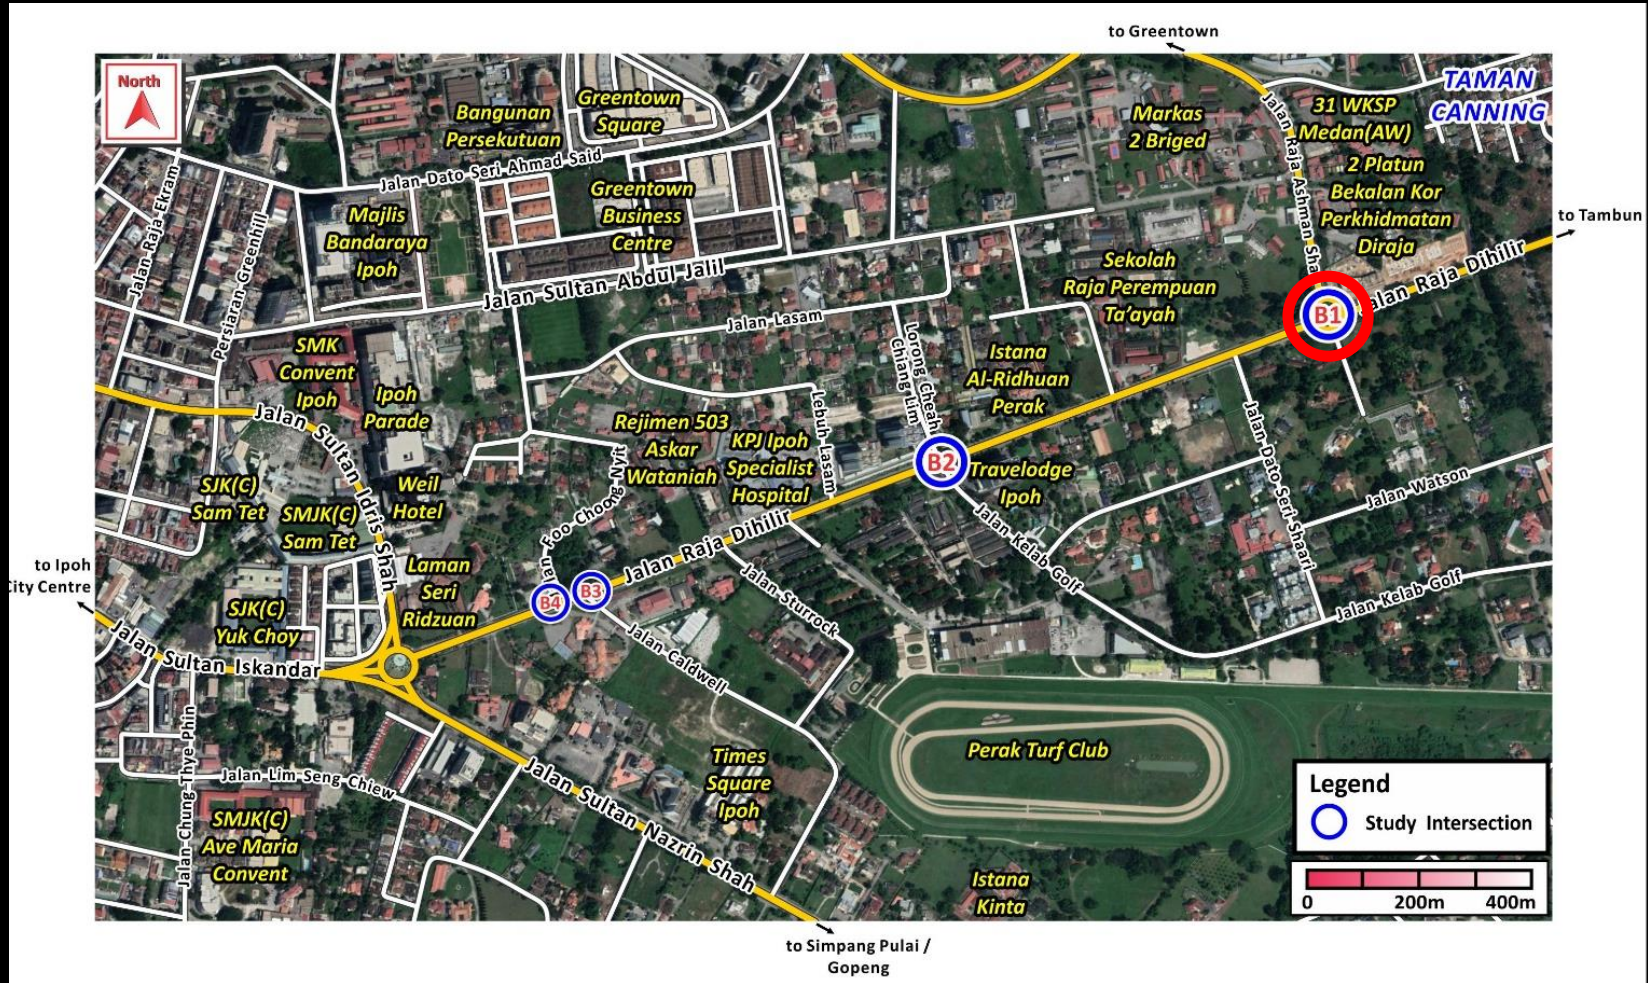 to Greentown
North
TAMAN
CANNING
Greentown
Square
Bangunan
Persekutuan
Markas
2 Briged
31 WKSP
Medan(AW)
Jalan Raja Ashman Sha
2 Platun
Bekalan Kor
Perkhidmatan
Diraja
to Tambun
Jalan Dato Seri Ahmad Said
Jalan Raja Ekram
Persiaran Greenhill
Majlis
Bandaraya
Ipoh
Greentown
Business
Centre
Jalan Sultan Abdul Jalil
Sekolah
Raja Perempuan
Ta'ayah
Jalan Raja Dihilir
B1
Jalan Lasam
Lorong Cheah
Chiang Lim
SMK
Convent
Ipoh
Ipoh
Parade
Istana
Al-Ridhuan
Perak
Lebuh Lasam
Jalan Sultan Idris Shah
Rejimen 503
Askar
Wataniah
KPJ Ipoh
Specialist
Hospital
B2
Travelodge
Ipoh
Jalan Dato Seri Shaari
Jalan Watson
SJK(C)
Sam Tet
SMJK(C)
Sam Tet
Weil
Hotel
Foo Choong Nyit
Jalan Raja Dihilir
Jalan Kelab Golf
Jalan Kelab Golf
to Ipoh
City Centre
Laman
Seri
Ridzuan
B4
B3
Jalan Sturrock
SJK(C)
Yuk Choy
Jalan Caldwell
Jalan Sultan Iskandar
Jalan Chung Thye Phin
Jalan Lim Seng Chiew
Jalan Sultan Nazrin Shah
Times
Square
Ipoh
Perak Turf Club
SMJK(C)
Ave Maria
Convent
Istana
Kinta
Legend
Study Intersection
0 200m 400m
to Simpang Pulai /
Gopeng